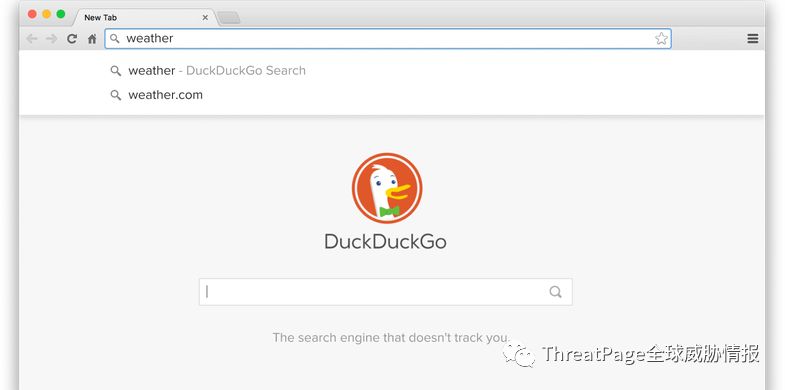 New Tab
weather
weather - DuckDuckGo Search
weather.com
DuckDuckGo
The search engine that doesn't track you.
ThreatPage全球威胁情报